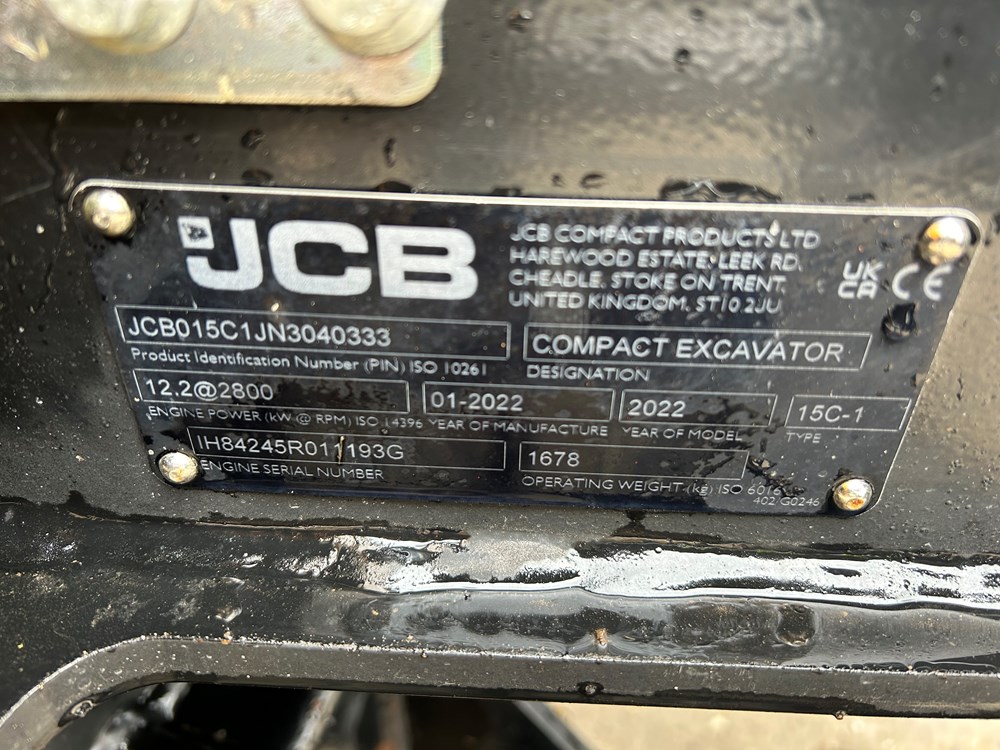 JCB
JCB COMPACT PRODUCTS LTD
HAREWOOD ESTATE, LEEK RD,
CHEADLE, STOKE ON TRENT,
UNITED KINGDOM, ST10 2JU
UK
CA CE
JCB015C1JN3040333
Product Identification Number (PIN) ISO 10261
COMPACT EXCAVATOR
DESIGNATION
12.2@2800
ENGINE POWER (kW @ RPM) ISO 14396
01-2022
YEAR OF MANUFACTURE
2022
YEAR OF MODEL
15C-1
TYPE
ENGINE SERIAL NUMBER
1678
OPERATING WEIGHT (kg) ISO 6016
402/G0246